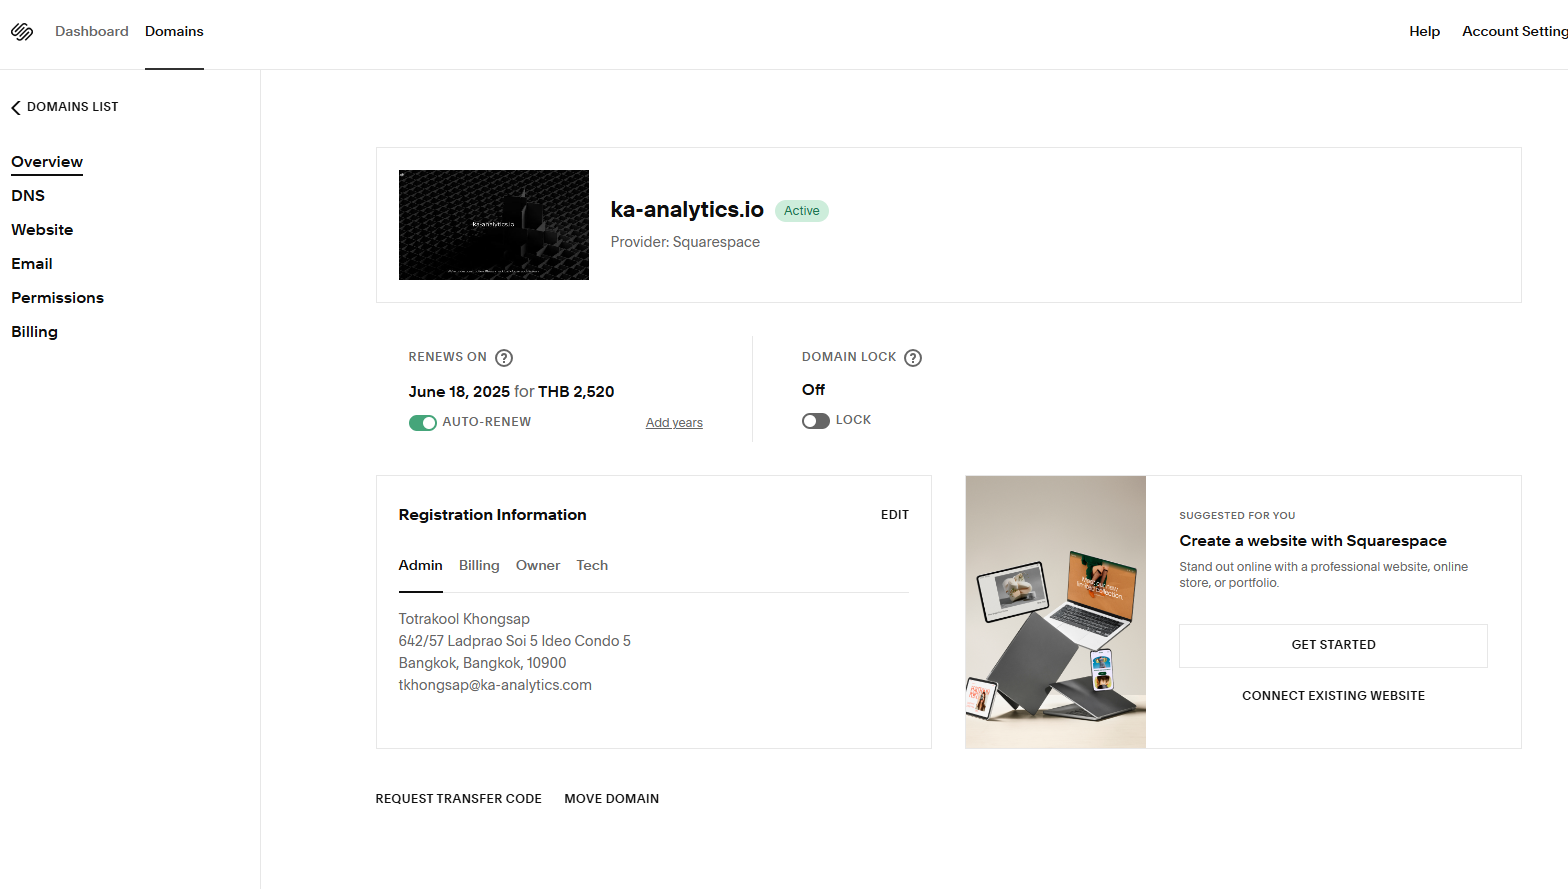 Dashboard
Domains
Help
Account Setting
DOMAINS LIST
Overview
DNS
Website
Email
Permissions
Billing
ka-analytics.io
ka-analytics.io
Active
Provider: Squarespace
RENEWS ON
DOMAIN LOCK
June 18, 2025 for THB 2,520
Off
AUTO-RENEW
Add years
LOCK
Registration Information
EDIT
Admin
Billing
Owner
Tech
Totrakool Khongsap
642/57 Ladprao Soi 5 Ideo Condo 5
Bangkok, Bangkok, 10900
tkhongsap@ka-analytics.com
SUGGESTED FOR YOU
Create a website with Squarespace
Stand out online with a professional website, online
store, or portfolio.
GET STARTED
CONNECT EXISTING WEBSITE
REQUEST TRANSFER CODE
MOVE DOMAIN